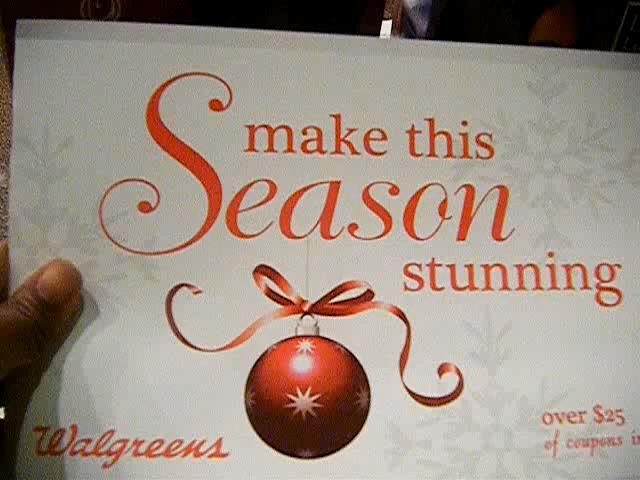 make this
Season
stunning
Walgreens
over $25
of coupons